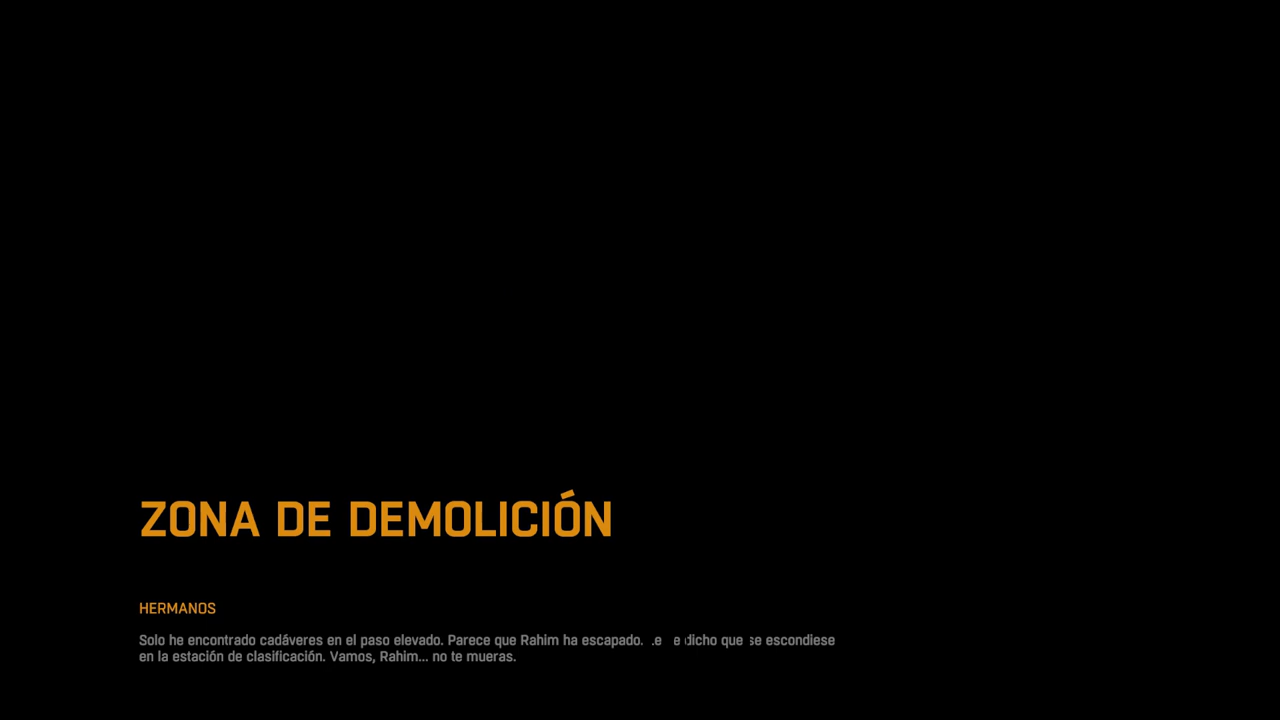 ZONA DE DEMOLICIÓN
HERMANOS
Solo he encontrado cadáveres en el paso elevado. Parece que Rahim ha escapado. dicho que se escondiese
en la estación de clasificación. Vamos, Rahim... no te mueras.